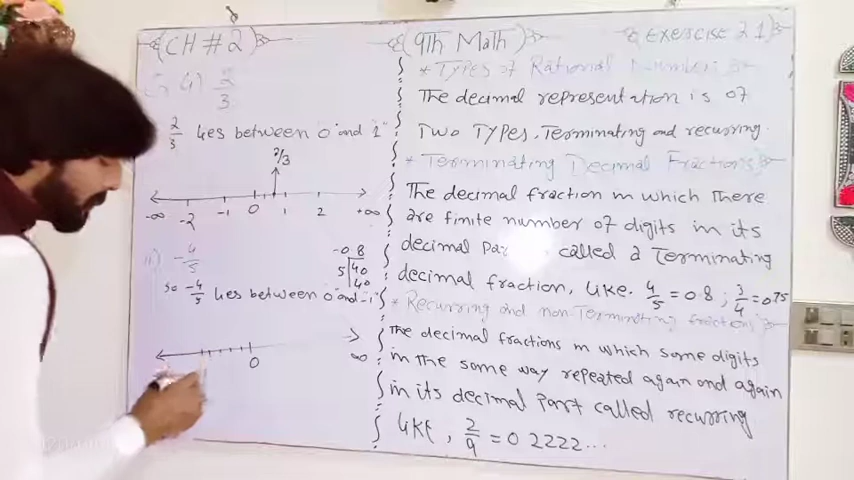 CH # 2
9th Math
EXERCISE 2.1
Q. 4) 2/3
2/3 lies between "0" and "1"
2/3
-∞ -2 -1 0 1 2 +∞
ii) -4/5
-0.8
5 40
40
so -4/5 lies between "0" and "-1"
0 ∞
* Types of Rational Numbers
The decimal representation is of
Two Types, Terminating and recurring.
* Terminating Decimal Fractions
The decimal fraction in which There
are finite number of digits in its
decimal called a Terminating
decimal fraction, Like. 4/5 = 0.8 ; 3/4 = 0.75
* Recurring and non-Terminating fractions
The decimal fractions in which some digits
in the some way repeated again and again
in its decimal Part called recurring
LIKE, 2/9 = 0.2222...